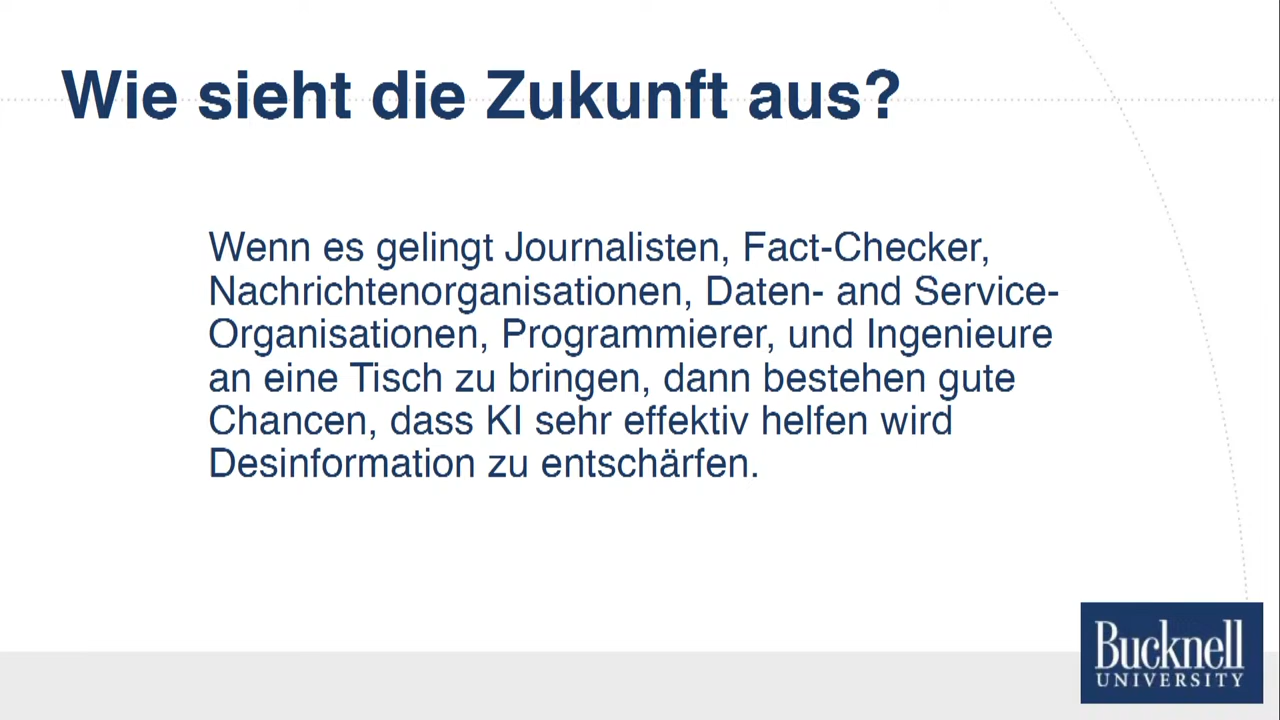 Wie sieht die Zukunft aus?
Wenn es gelingt Journalisten, Fact-Checker,
Nachrichtenorganisationen, Daten- and Service-
Organisationen, Programmierer, und Ingenieure
an eine Tisch zu bringen, dann bestehen gute
Chancen, dass KI sehr effektiv helfen wird
Desinformation zu entschärfen.
Bucknell
UNIVERSITY